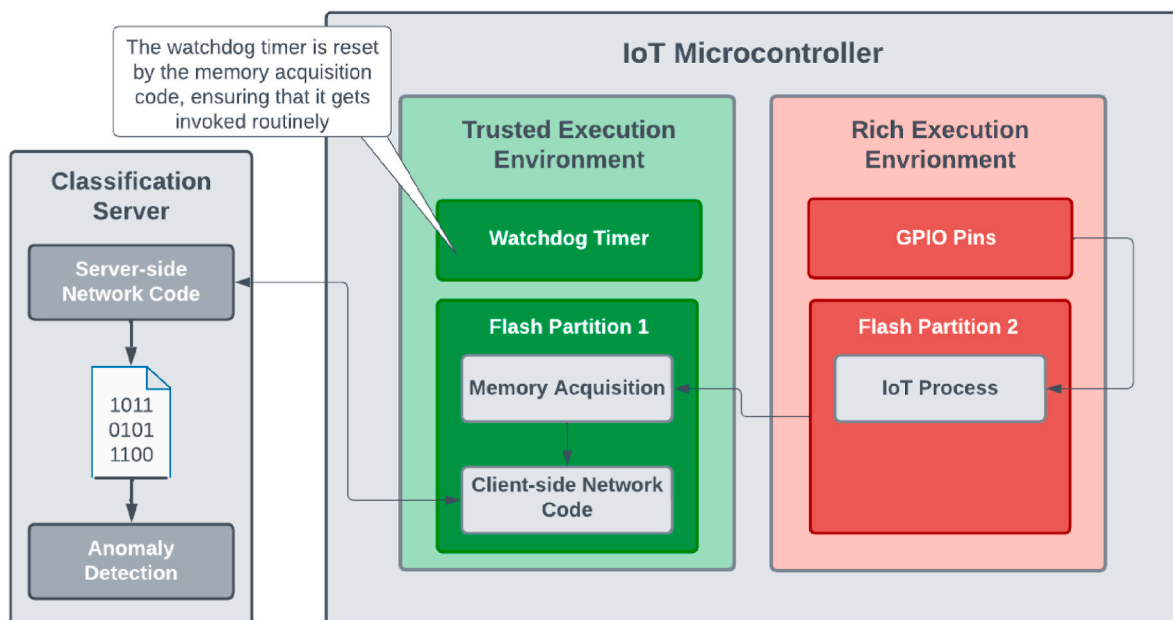 The watchdog timer is reset
by the memory acquisition
code, ensuring that it gets
invoked routinely
IoT Microcontroller
Classification
Server
Server-side
Network Code
1011
0101
1100
Anomaly
Detection
Trusted Execution
Environment
Watchdog Timer
Flash Partition 1
Memory Acquisition
Client-side Network
Code
Rich Execution
Envrionment
GPIO Pins
Flash Partition 2
IoT Process